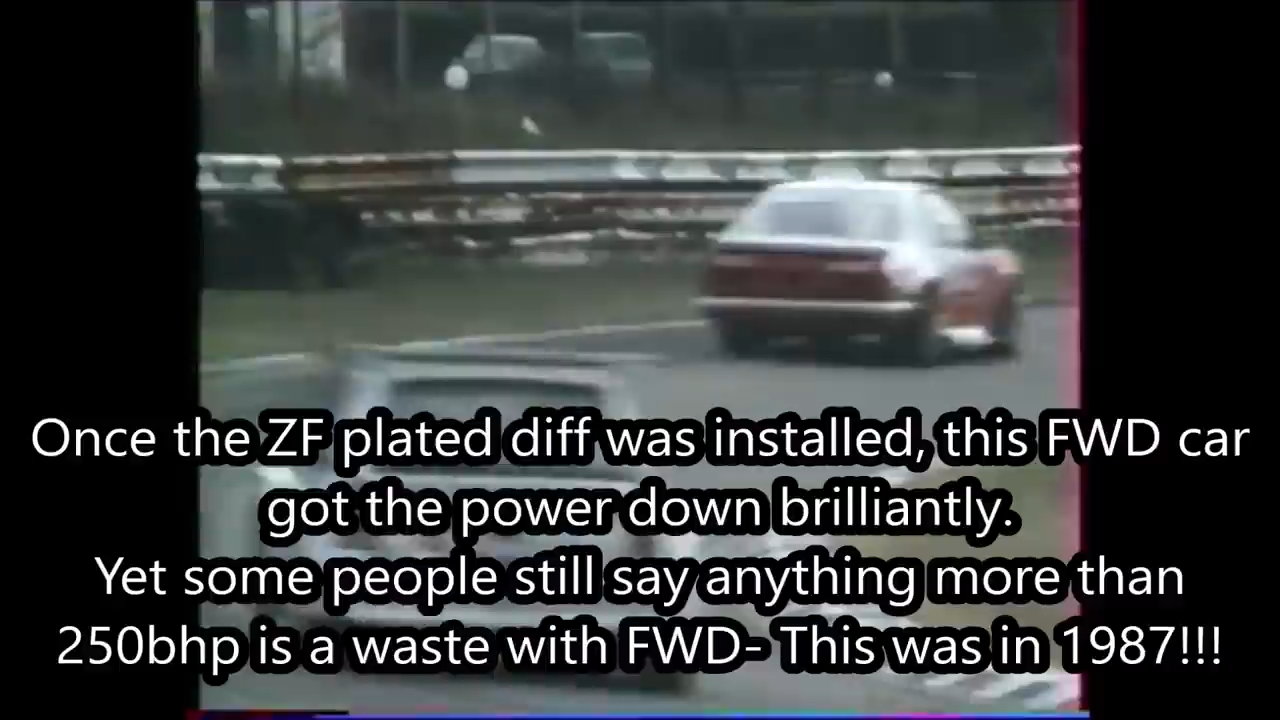 Once the ZF plated diff was installed, this FWD car
got the power down brilliantly.
Yet some people still say anything more than
250bhp is a waste with FWD- This was in 1987!!!